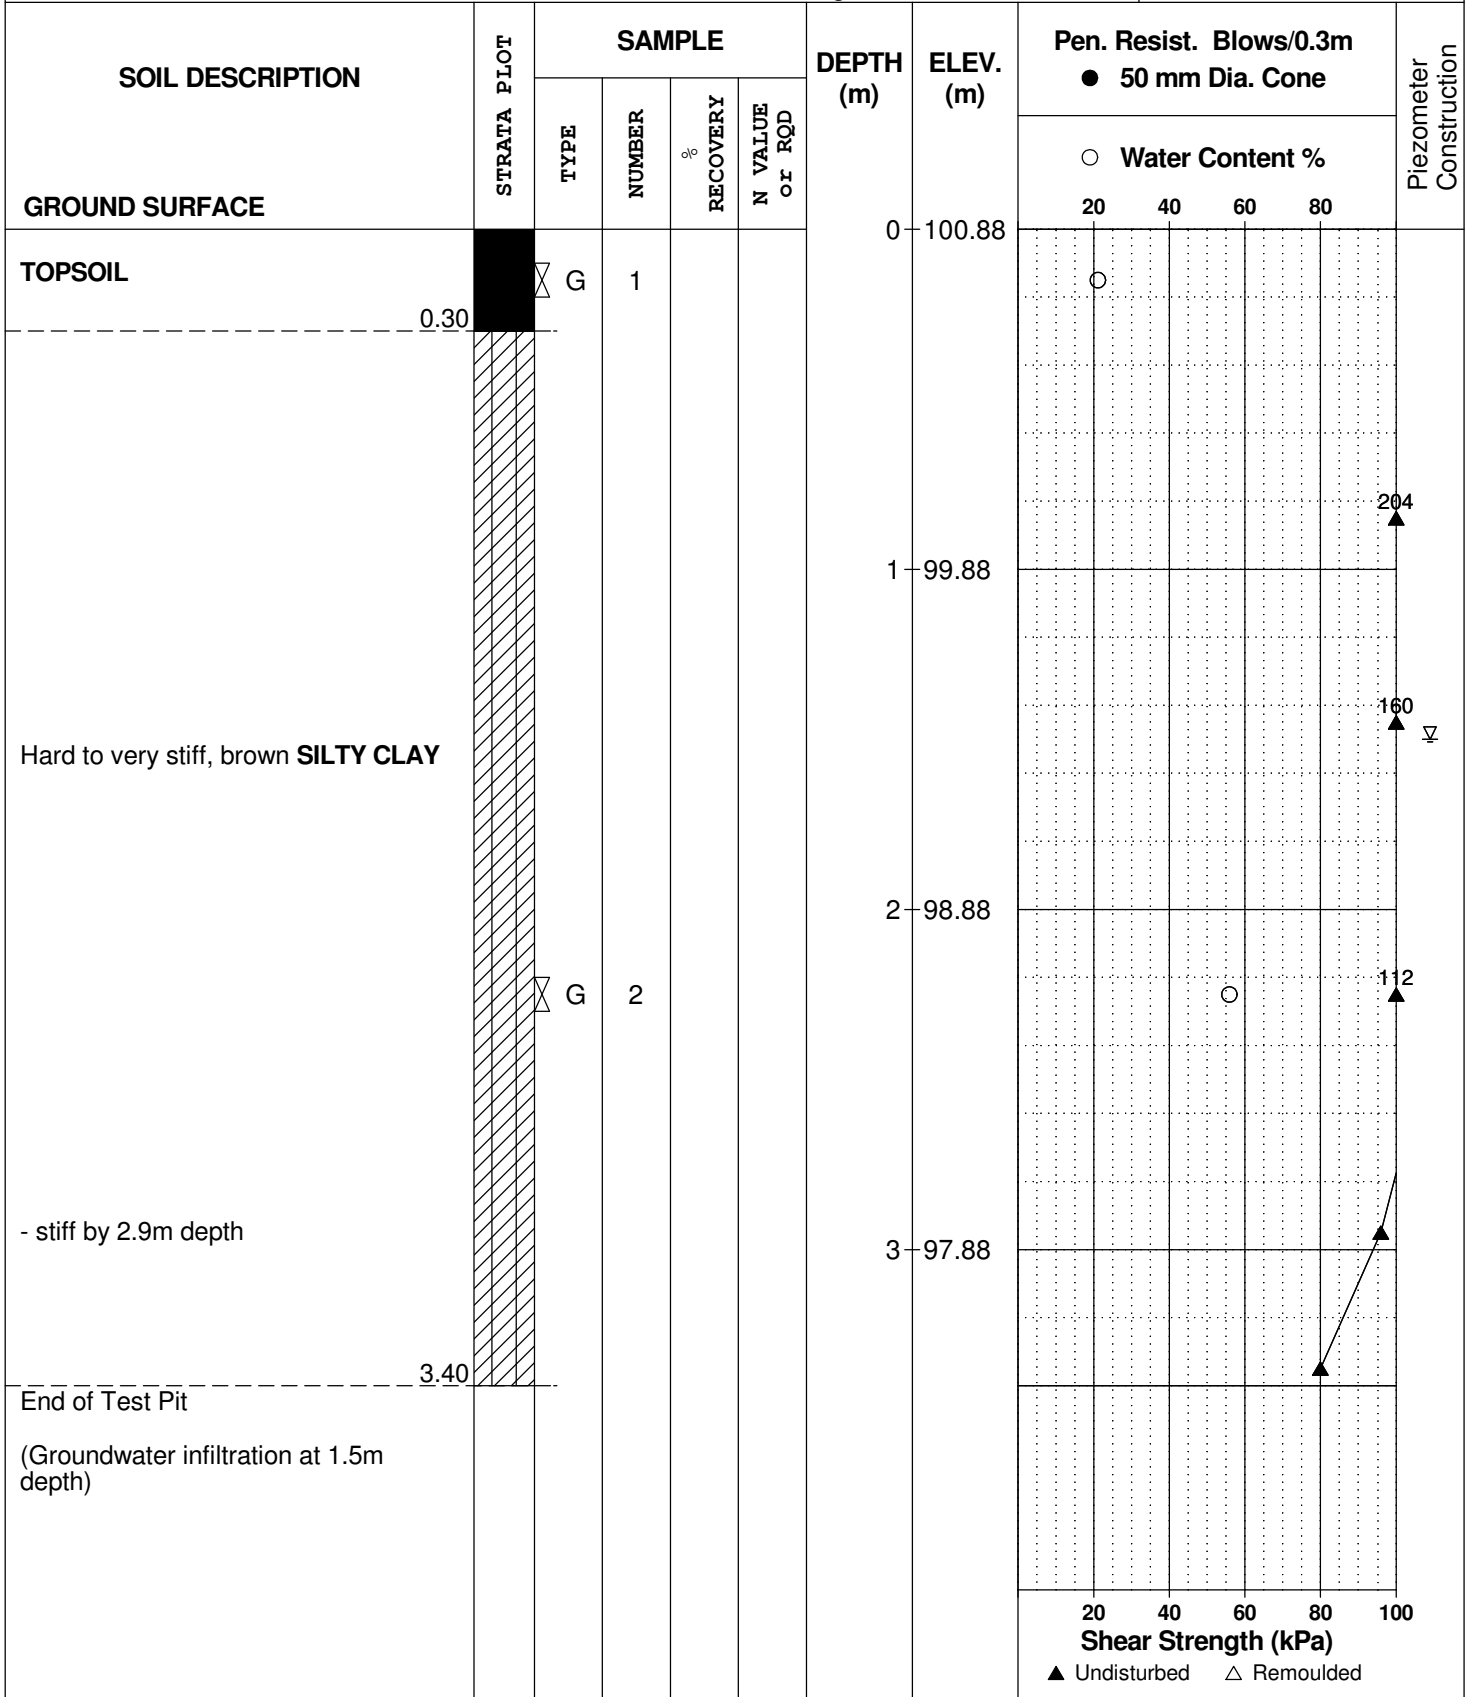 SOIL DESCRIPTION
GROUND SURFACE
STRATA PLOT
SAMPLE
TYPE
NUMBER
%
RECOVERY
N VALUE
or RQD
DEPTH
(m)
ELEV.
(m)
Pen. Resist. Blows/0.3m
● 50 mm Dia. Cone
○ Water Content %
20 40 60 80
Piezometer
Construction
0 100.88
TOPSOIL
G 1
0.30
204
1 99.88
160
Hard to very stiff, brown SILTY CLAY
2 98.88
112
G 2
- stiff by 2.9m depth
3 97.88
3.40
End of Test Pit
(Groundwater infiltration at 1.5m
depth)
20 40 60 80 100
Shear Strength (kPa)
▲ Undisturbed △ Remoulded